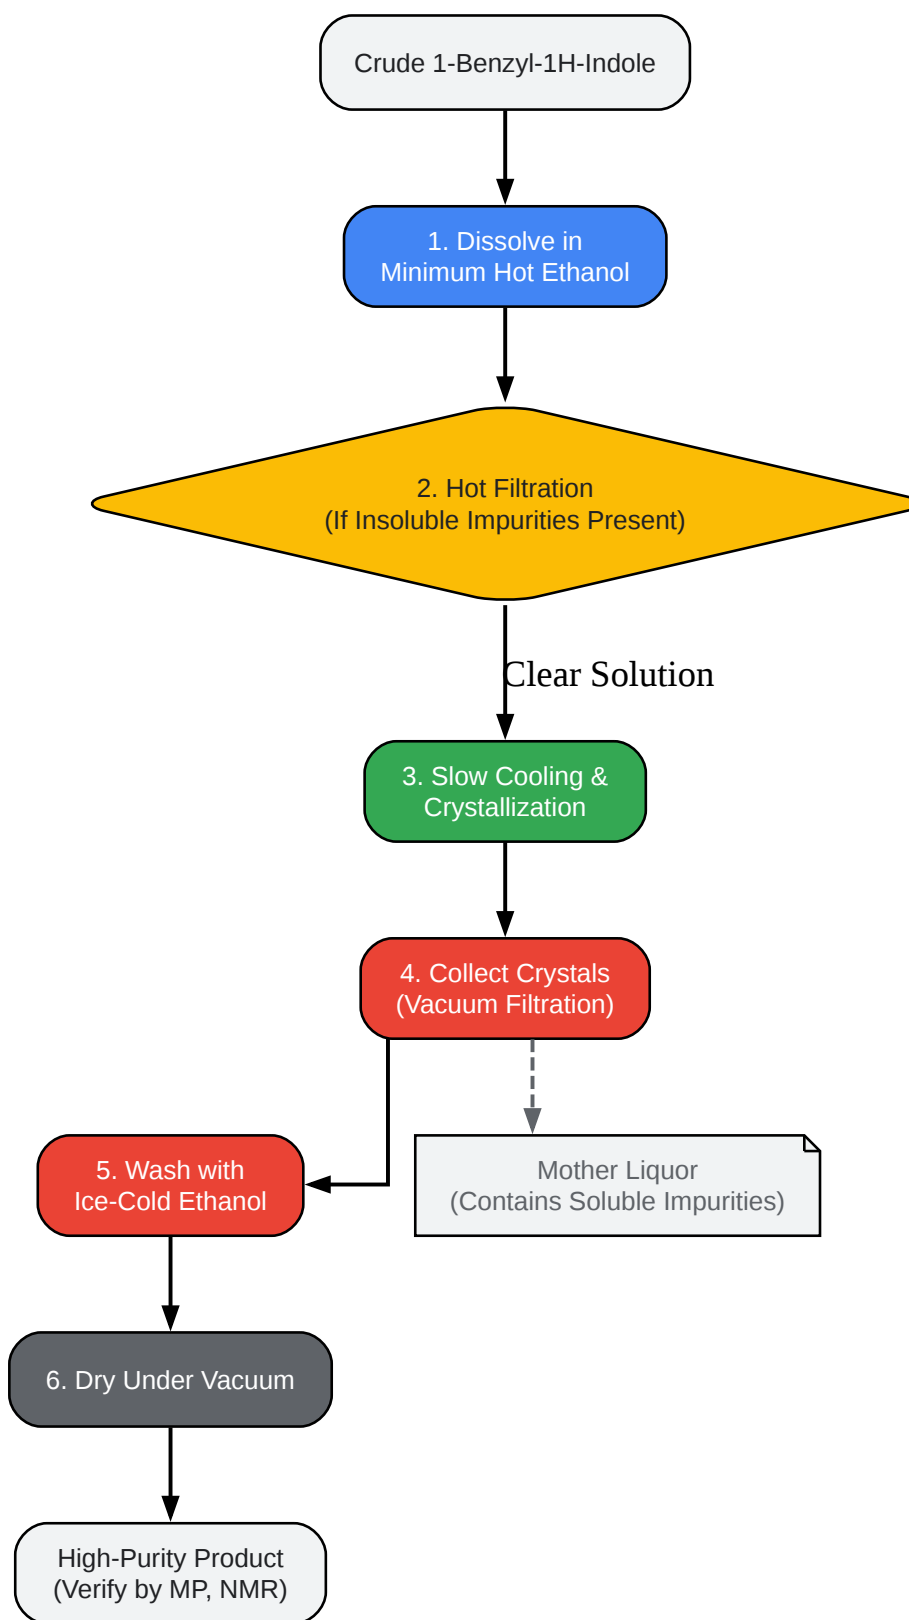 Crude 1-Benzyl-1H-Indole
1. Dissolve in
Minimum Hot Ethanol
2. Hot Filtration
(If Insoluble Impurities Present)
Clear Solution
3. Slow Cooling &
Crystallization
4. Collect Crystals
(Vacuum Filtration)
5. Wash with
Ice-Cold Ethanol
Mother Liquor
(Contains Soluble Impurities)
6. Dry Under Vacuum
High-Purity Product
(Verify by MP, NMR)